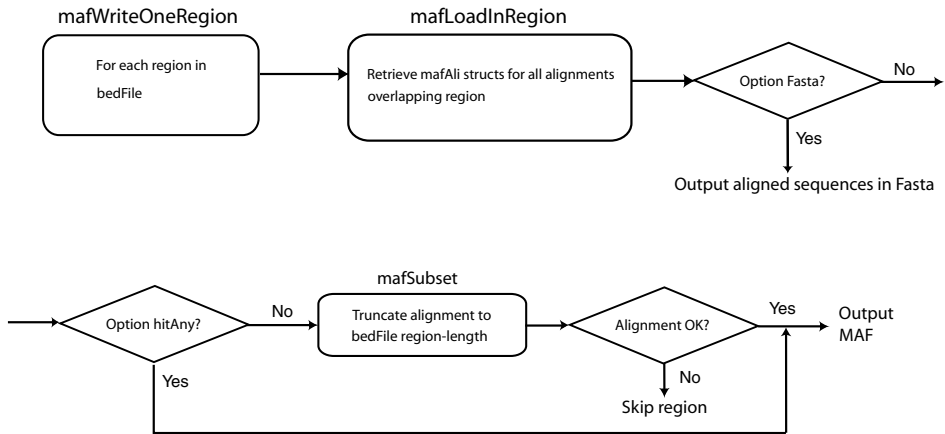 mafWriteOneRegion
For each region in
bedFile
mafLoadInRegion
Retrieve mafAli structs for all alignments
overlapping region
Option Fasta?
No
Yes
Output aligned sequences in Fasta
Option hitAny?
No
Yes
mafSubset
Truncate alignment to
bedFile region-length
Alignment OK?
Yes
No
Skip region
Output
MAF